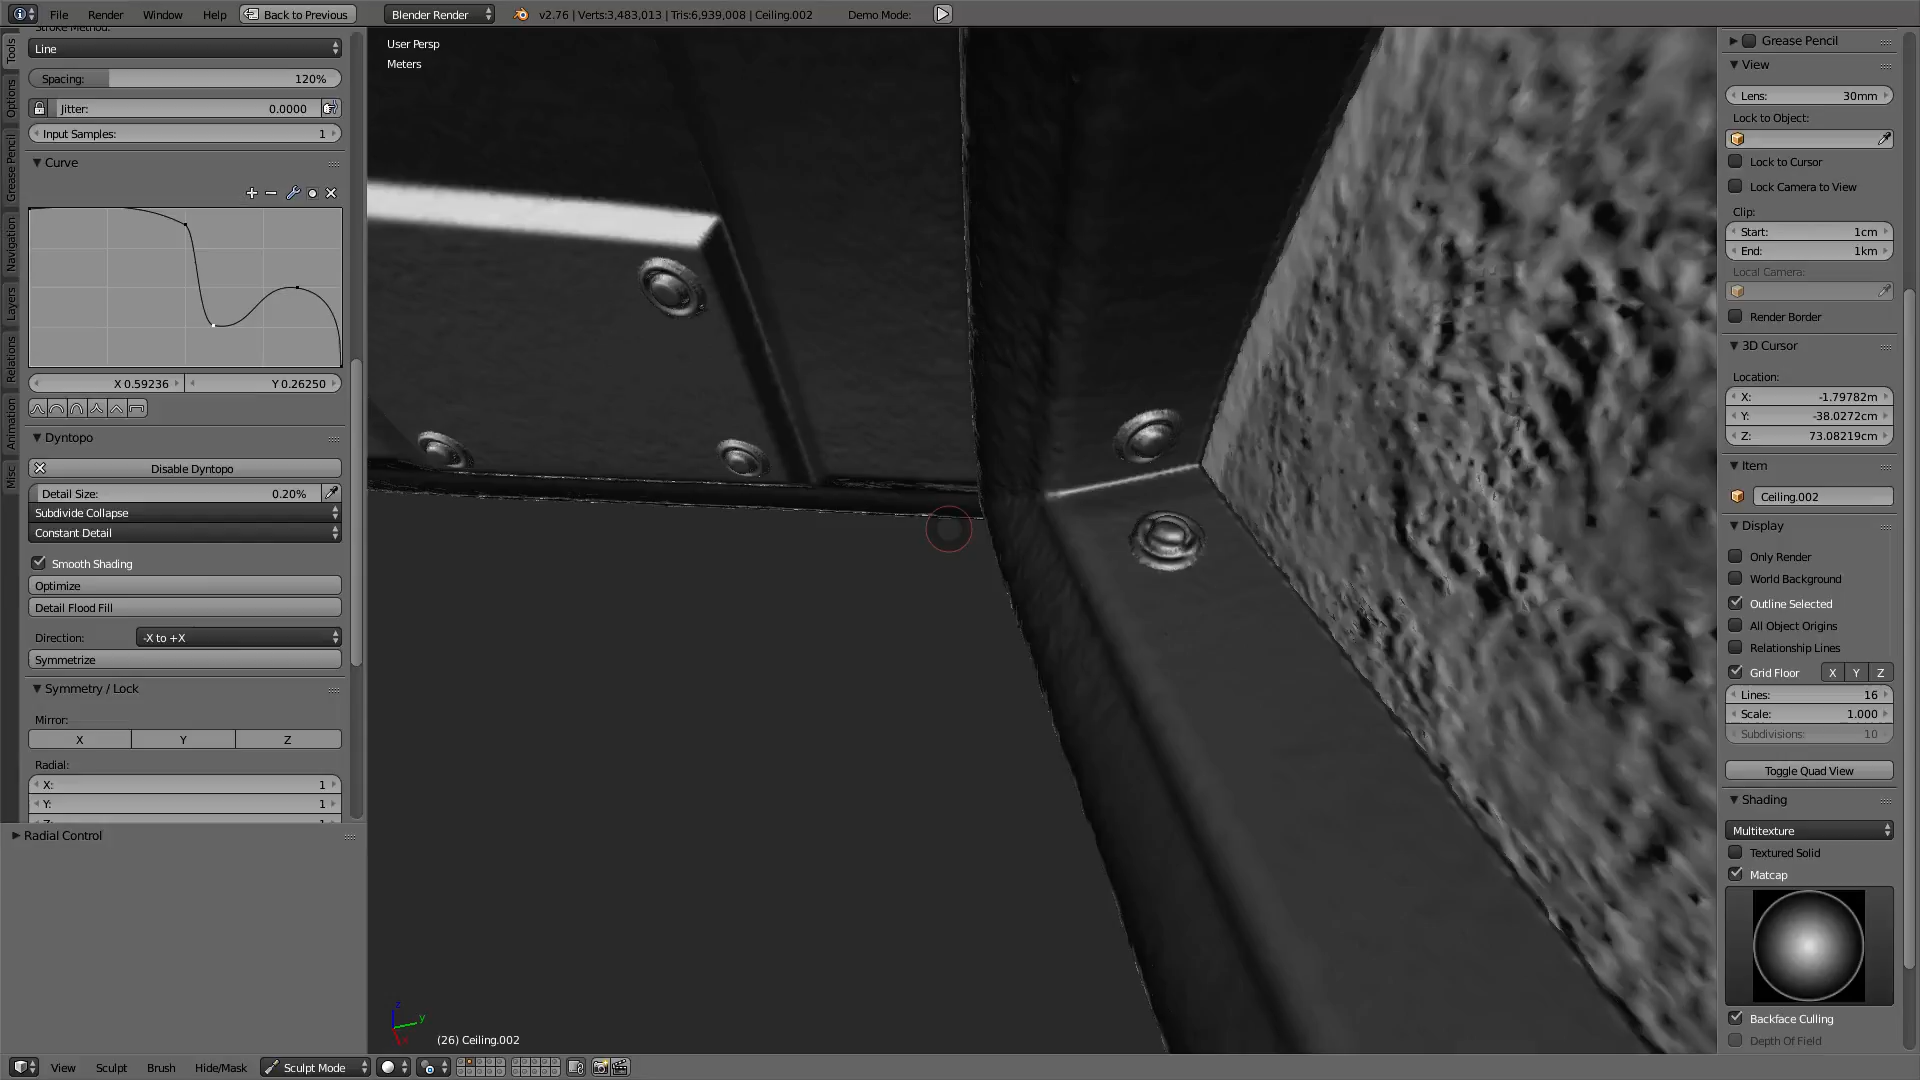 File Render Window Help Back to Previous Blender Render v2.76 | Verts:3,483,013 | Tris:6,939,008 | Ceiling.002 Demo Mode:
Tools
Options
Grease Pencil
Navigation
Layers
Relations
Animation
Misc
Stroke Method:
Line
Spacing: 120%
Jitter: 0.0000
Input Samples: 1
Curve
X 0.59236 Y 0.26250
Dyntopo
Disable Dyntopo
Detail Size: 0.20%
Subdivide Collapse
Constant Detail
Smooth Shading
Optimize
Detail Flood Fill
Direction: -X to +X
Symmetrize
Symmetry / Lock
Mirror:
X Y Z
Radial:
X: 1
Y: 1
Radial Control
User Persp
Meters
z
y
x
(26) Ceiling.002
Grease Pencil
View
Lens: 30mm
Lock to Object:
Lock to Cursor
Lock Camera to View
Clip:
Start: 1cm
End: 1km
Local Camera:
Render Border
3D Cursor
Location:
X: -1.79782m
Y: -38.0272cm
Z: 73.08219cm
Item
Ceiling.002
Display
Only Render
World Background
Outline Selected
All Object Origins
Relationship Lines
Grid Floor X Y Z
Lines: 16
Scale: 1.000
Subdivisions: 10
Toggle Quad View
Shading
Multitexture
Textured Solid
Matcap
Backface Culling
Depth Of Field
View Sculpt Brush Hide/Mask Sculpt Mode